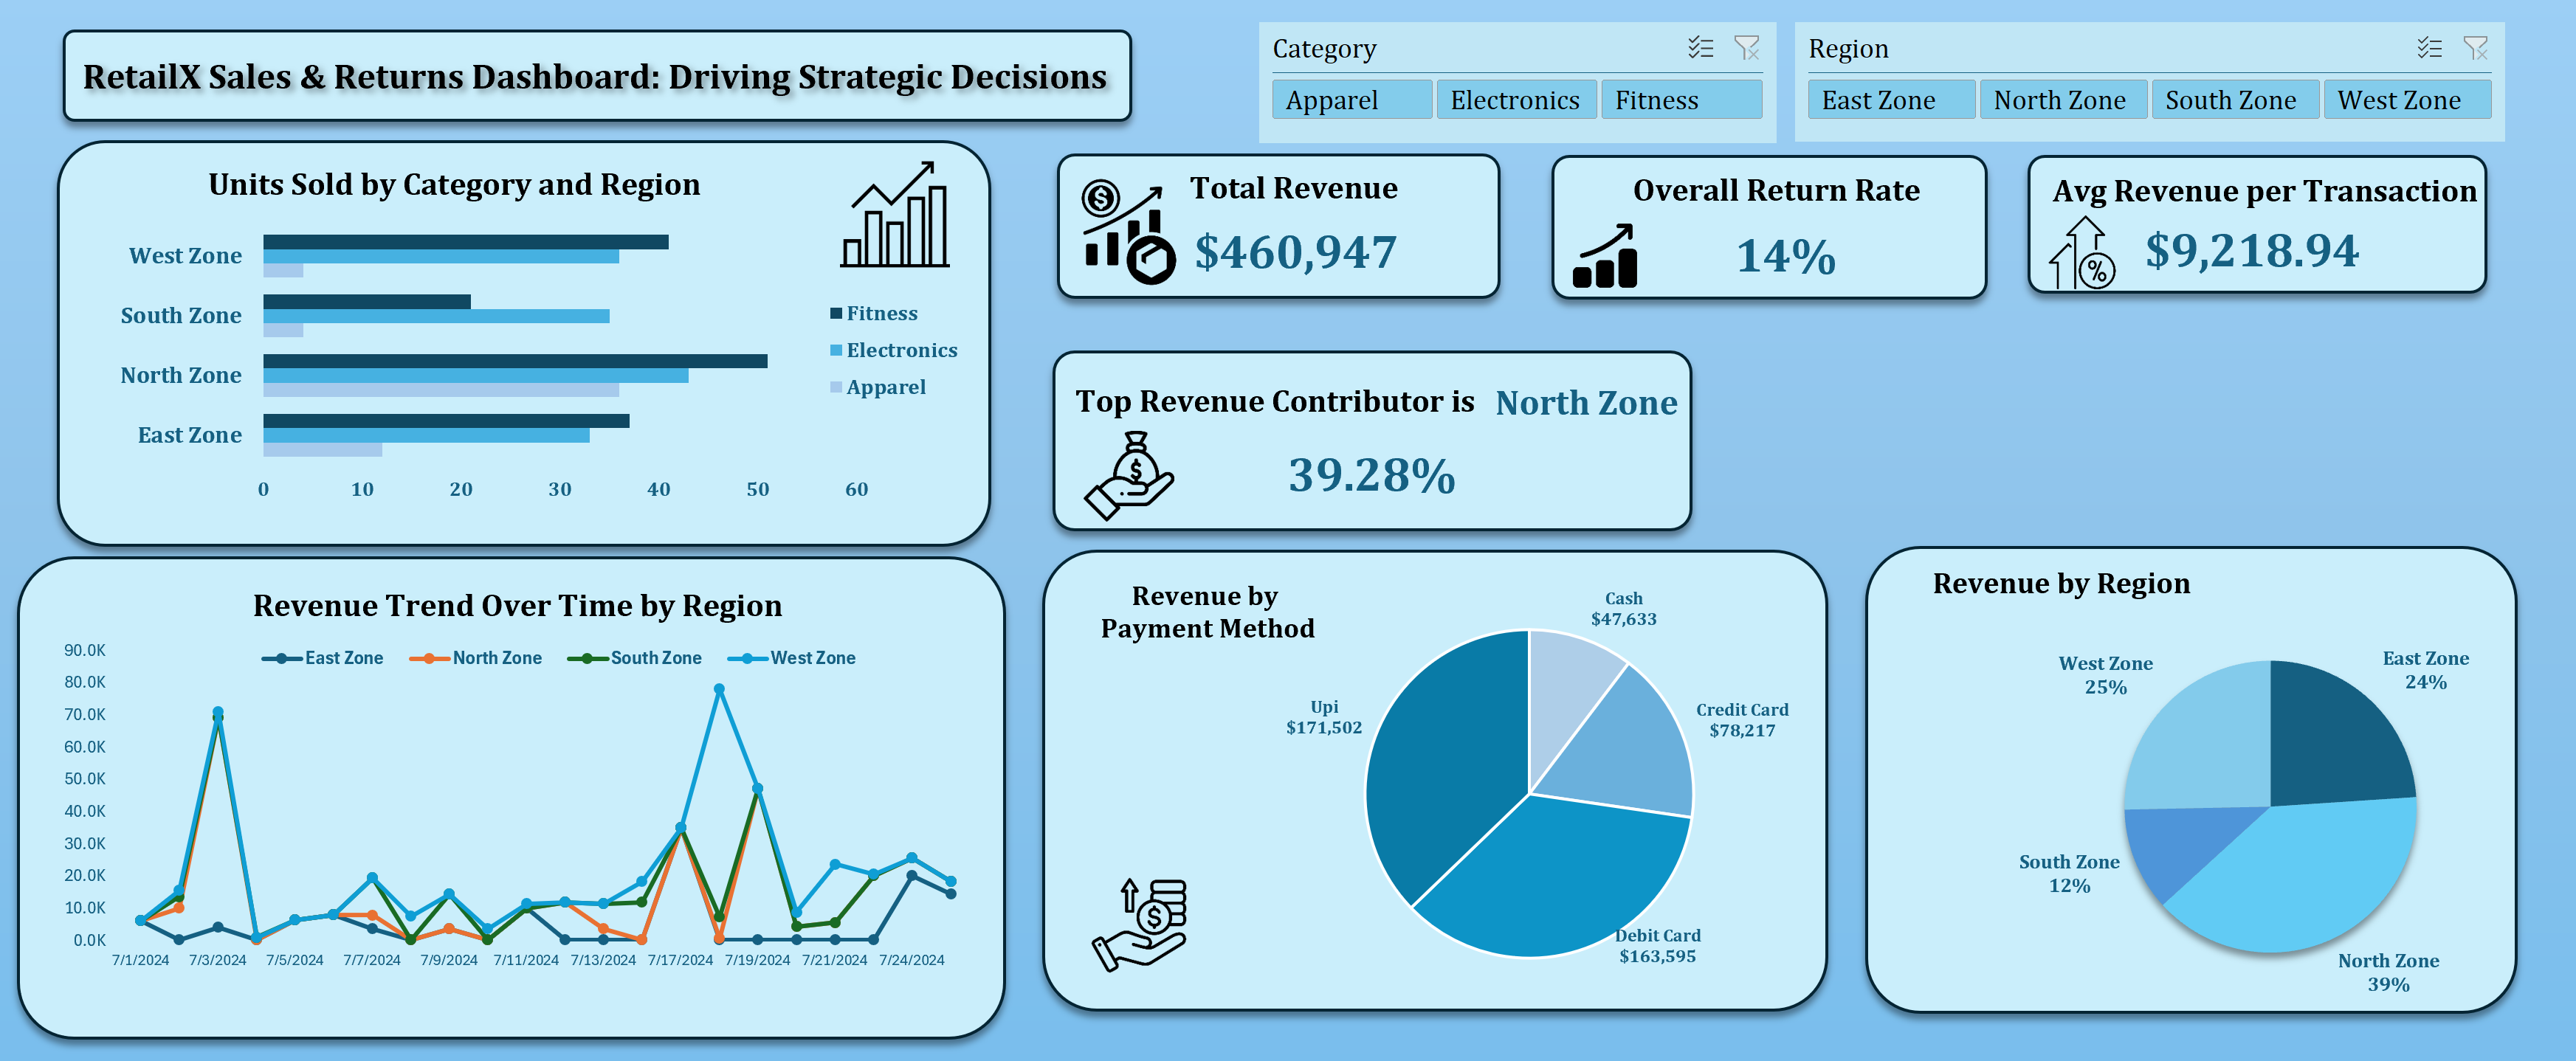 RetailX Sales & Returns Dashboard: Driving Strategic Decisions
Category
Apparel Electronics Fitness
Region
East Zone North Zone South Zone West Zone
Units Sold by Category and Region
West Zone
South Zone
North Zone
East Zone
0 10 20 30 40 50 60
Fitness
Electronics
Apparel
Total Revenue
$460,947
Overall Return Rate
14%
Avg Revenue per Transaction
$9,218.94
%
Top Revenue Contributor is North Zone
39.28%
Revenue Trend Over Time by Region
East Zone North Zone South Zone West Zone
90.0K
80.0K
70.0K
60.0K
50.0K
40.0K
30.0K
20.0K
10.0K
0.0K
7/1/2024 7/3/2024 7/5/2024 7/7/2024 7/9/2024 7/11/2024 7/13/2024 7/17/2024 7/19/2024 7/21/2024 7/24/2024
Revenue by
Payment Method
Cash
$47,633
Credit Card
$78,217
Upi
$171,502
Debit Card
$163,595
Revenue by Region
West Zone
25%
East Zone
24%
South Zone
12%
North Zone
39%